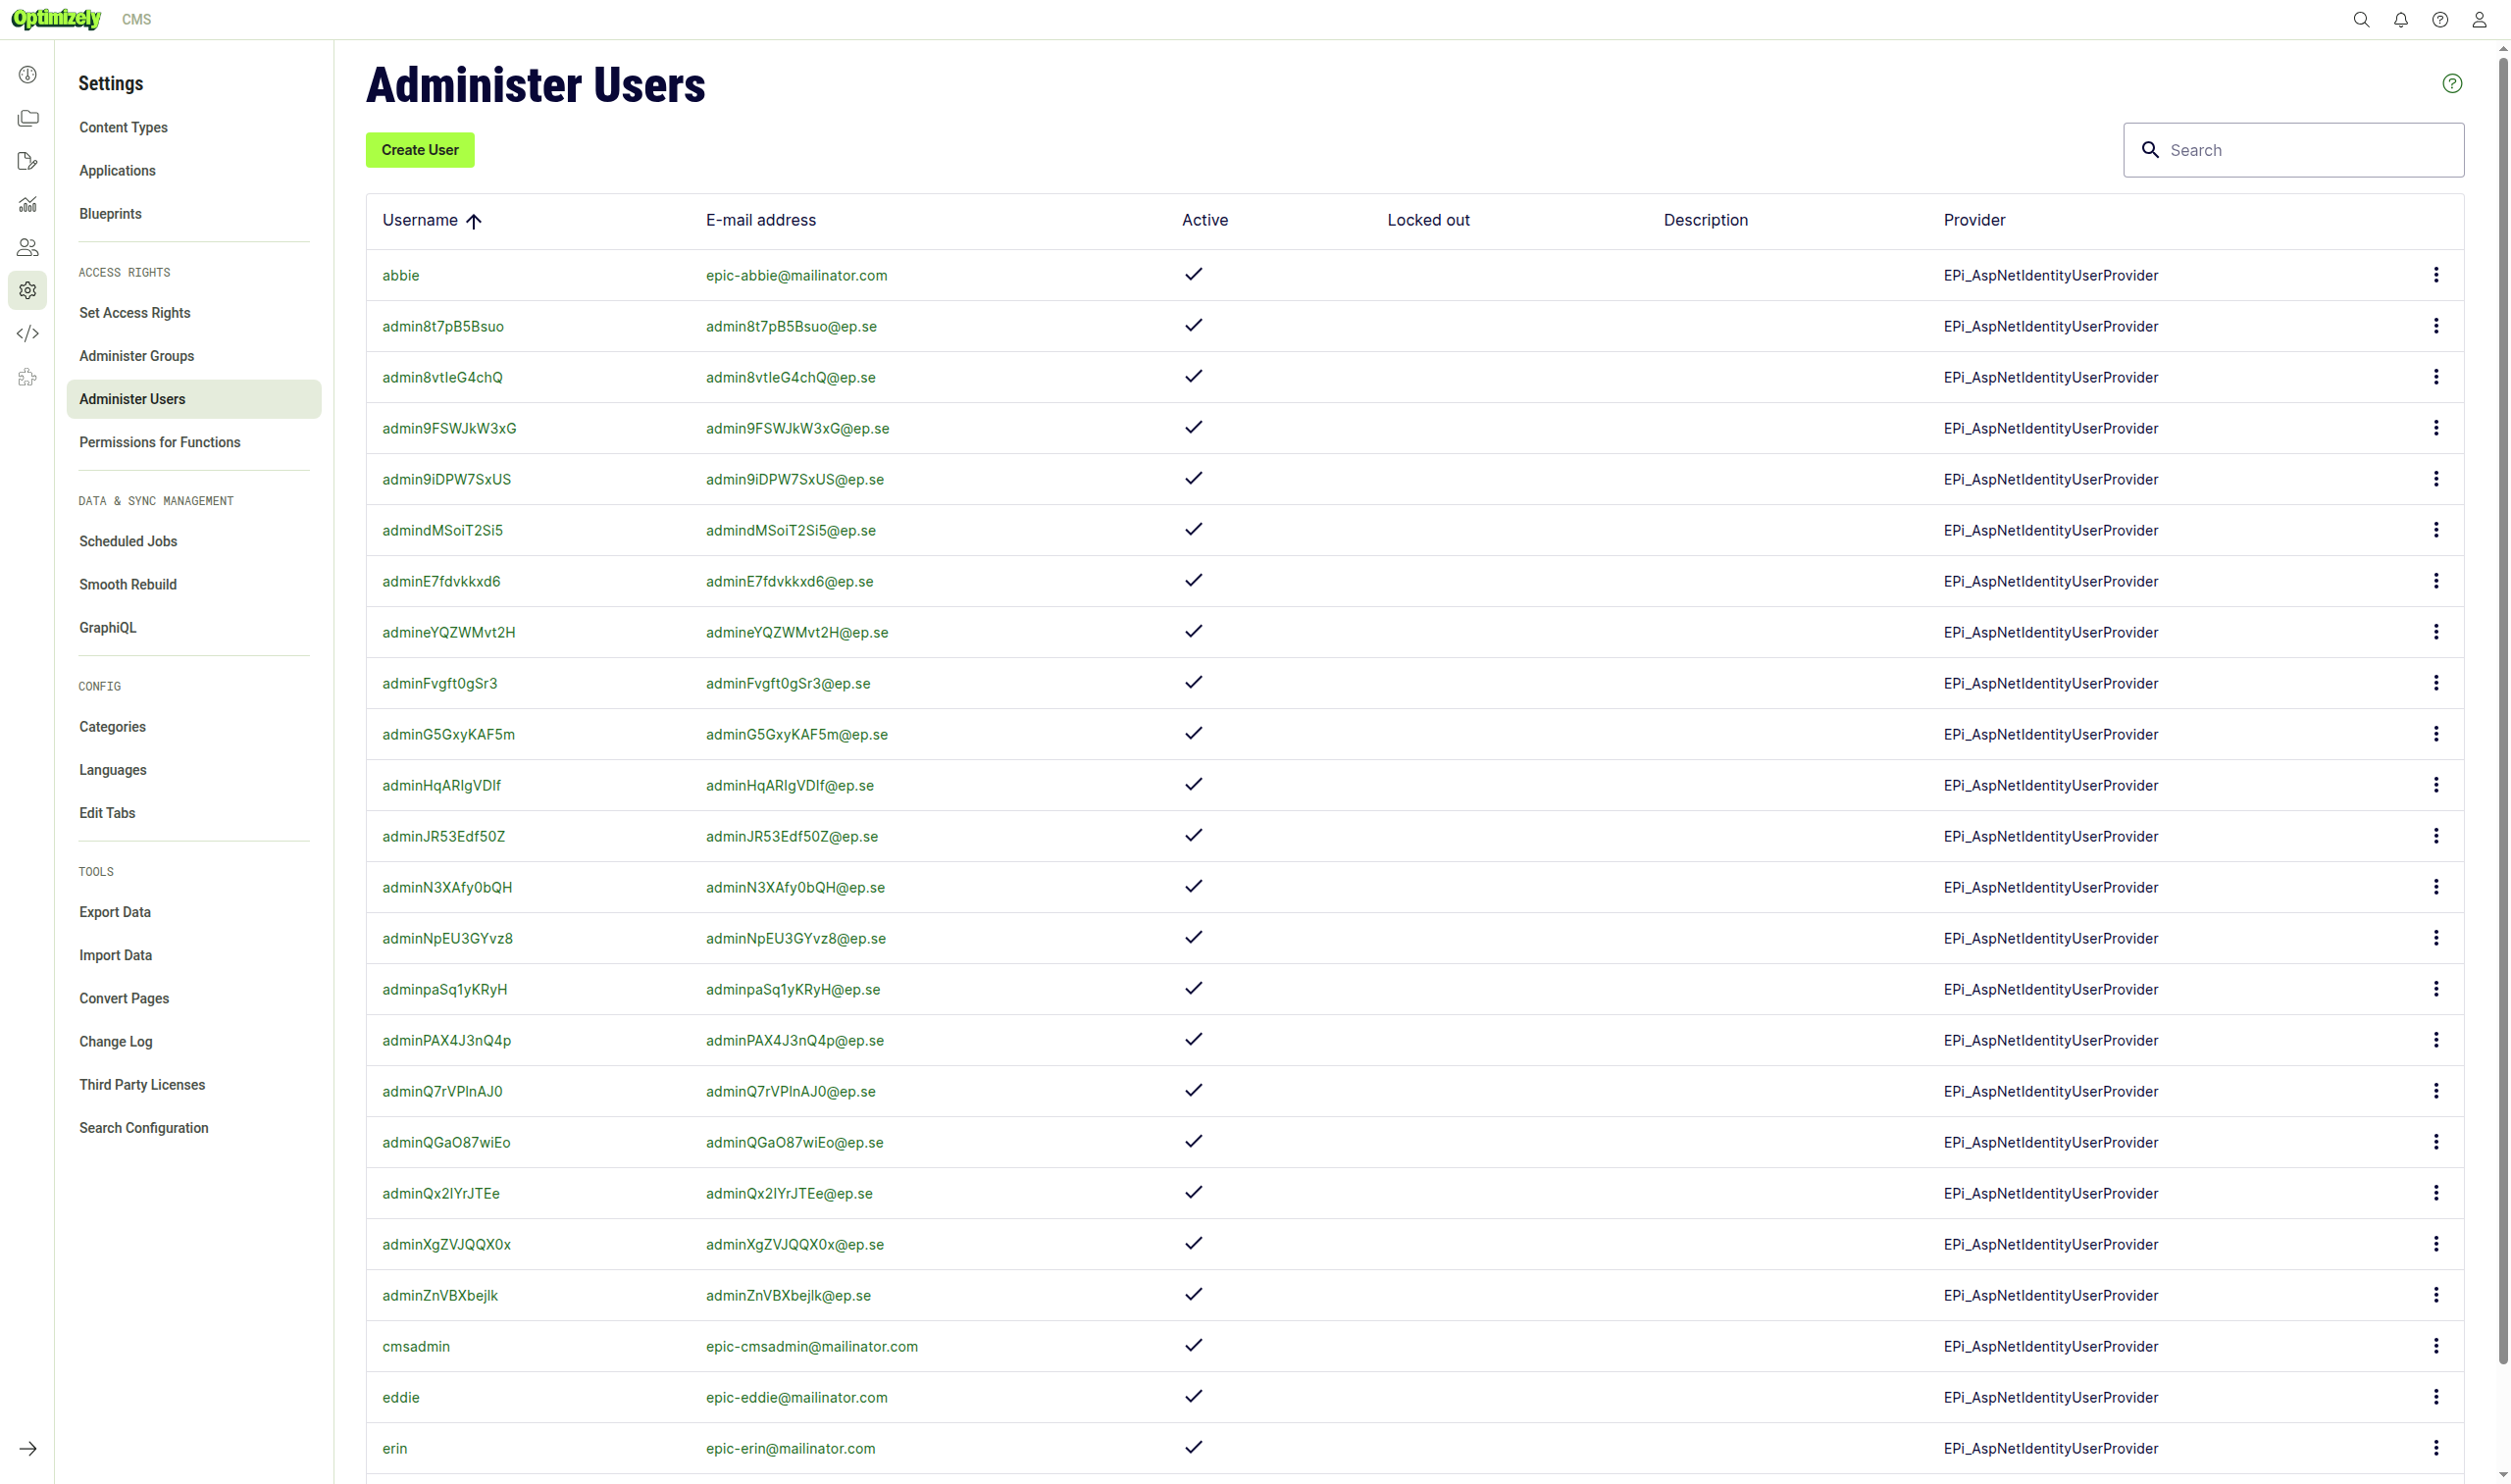 Optimizely CMS
Settings
Content Types
Applications
Blueprints
ACCESS RIGHTS
Set Access Rights
Administer Groups
Administer Users
Permissions for Functions
DATA & SYNC MANAGEMENT
Scheduled Jobs
Smooth Rebuild
GraphiQL
CONFIG
Categories
Languages
Edit Tabs
TOOLS
Export Data
Import Data
Convert Pages
Change Log
Third Party Licenses
Search Configuration
Administer Users
Create User
Search
Username E-mail address Active Locked out Description Provider
abbie epic-abbie@mailinator.com EPi_AspNetIdentityUserProvider
admin8t7pB5Bsuo admin8t7pB5Bsuo@ep.se EPi_AspNetIdentityUserProvider
admin8vtIeG4chQ admin8vtIeG4chQ@ep.se EPi_AspNetIdentityUserProvider
admin9FSWJkW3xG admin9FSWJkW3xG@ep.se EPi_AspNetIdentityUserProvider
admin9iDPW7SxUS admin9iDPW7SxUS@ep.se EPi_AspNetIdentityUserProvider
admindMSoiT2Si5 admindMSoiT2Si5@ep.se EPi_AspNetIdentityUserProvider
adminE7fdvkkxd6 adminE7fdvkkxd6@ep.se EPi_AspNetIdentityUserProvider
admineYQZWMvt2H admineYQZWMvt2H@ep.se EPi_AspNetIdentityUserProvider
adminFvgft0gSr3 adminFvgft0gSr3@ep.se EPi_AspNetIdentityUserProvider
adminG5GxyKAF5m adminG5GxyKAF5m@ep.se EPi_AspNetIdentityUserProvider
adminHqARlgVDIf adminHqARlgVDIf@ep.se EPi_AspNetIdentityUserProvider
adminJR53Edf50Z adminJR53Edf50Z@ep.se EPi_AspNetIdentityUserProvider
adminN3XAfy0bQH adminN3XAfy0bQH@ep.se EPi_AspNetIdentityUserProvider
adminNpEU3GYvz8 adminNpEU3GYvz8@ep.se EPi_AspNetIdentityUserProvider
adminpaSq1yKRyH adminpaSq1yKRyH@ep.se EPi_AspNetIdentityUserProvider
adminPAX4J3nQ4p adminPAX4J3nQ4p@ep.se EPi_AspNetIdentityUserProvider
adminQ7rVPlnAJ0 adminQ7rVPlnAJ0@ep.se EPi_AspNetIdentityUserProvider
adminQGaO87wiEo adminQGaO87wiEo@ep.se EPi_AspNetIdentityUserProvider
adminQx2IYrJTEe adminQx2IYrJTEe@ep.se EPi_AspNetIdentityUserProvider
adminXgZVJQQX0x adminXgZVJQQX0x@ep.se EPi_AspNetIdentityUserProvider
adminZnVBXbejIk adminZnVBXbejIk@ep.se EPi_AspNetIdentityUserProvider
cmsadmin epic-cmsadmin@mailinator.com EPi_AspNetIdentityUserProvider
eddie epic-eddie@mailinator.com EPi_AspNetIdentityUserProvider
erin epic-erin@mailinator.com EPi_AspNetIdentityUserProvider